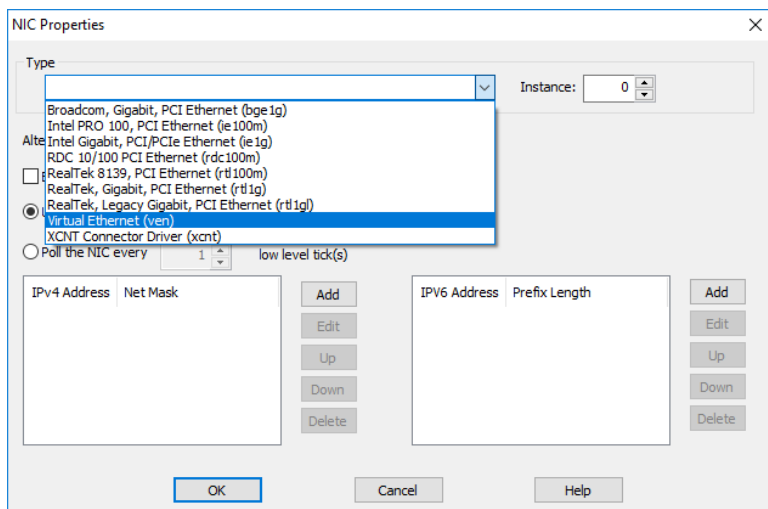 NIC Properties
Type
Instance: 0
Broadcom, Gigabit, PCI Ethernet (bge1g)
Intel PRO 100, PCI Ethernet (ie100m)
Alte
Intel Gigabit, PCI/PCIe Ethernet (ie1g)
RDC 10/100 PCI Ethernet (rdc100m)
RealTek 8139, PCI Ethernet (rtl100m)
RealTek, Gigabit, PCI Ethernet (rtl1g)
RealTek, Legacy Gigabit, PCI Ethernet (rtl1gl)
Virtual Ethernet (ven)
XCNT Connector Driver (xcnt)
Poll the NIC every 1 low level tick(s)
IPv4 Address Net Mask Add IPV6 Address Prefix Length Add
Edit Edit
Up Up
Down Down
Delete Delete
OK Cancel Help